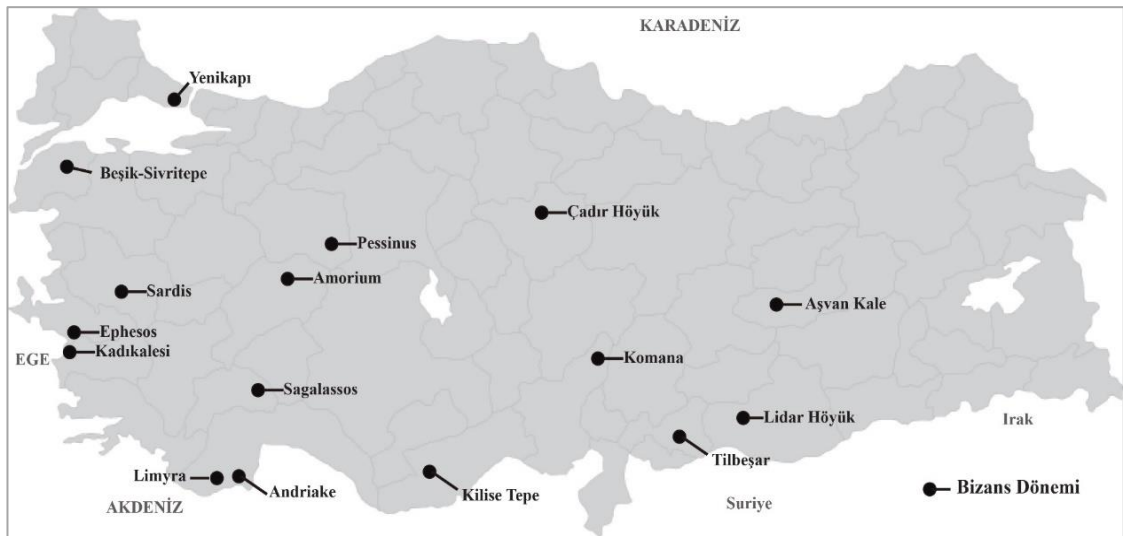 KARADENİZ
Yenikapı
Beşik-Sivritepe
Çadır Höyük
Pessinus
Amorium
Sardis
Aşvan Kale
Ephesos
EGE
Kadıkalesi
Komana
Sagalassos
Lidar Höyük
Irak
Tilbeşar
Limyra
Andriake
Kilise Tepe
Bizans Dönemi
AKDENİZ
Suriye